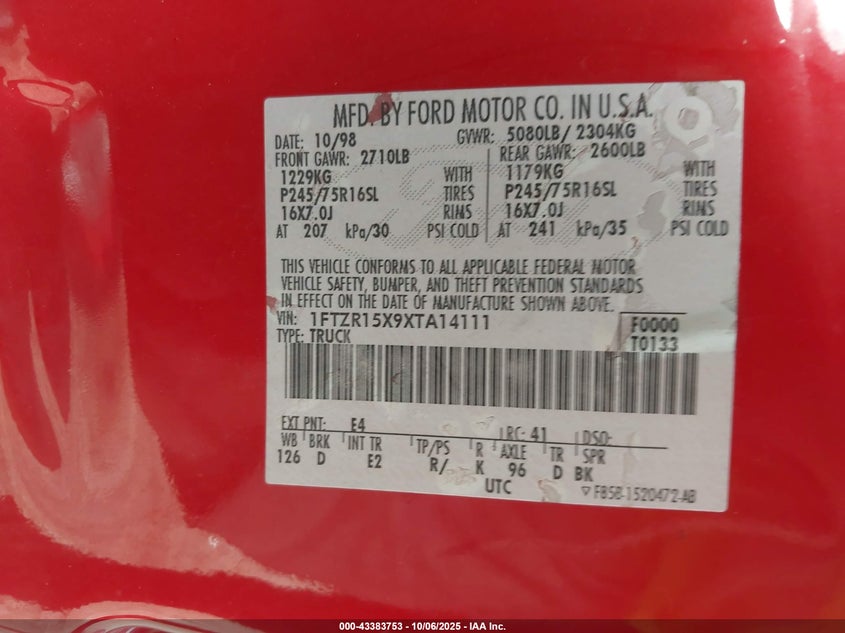 MFD. BY FORD MOTOR CO. IN U.S.A.
DATE: 10/98 GVWR: 5080LB/ 2304KG
FRONT GAWR: 2710LB REAR GAWR: 2600LB
1229KG WITH 1179KG WITH
P245/75R16SL TIRES P245/75R16SL TIRES
16X7.0J RIMS 16X7.0J RIMS
AT 207 kPa/30 PSI COLD AT 241 kPa/35 PSI COLD
THIS VEHICLE CONFORMS TO ALL APPLICABLE FEDERAL MOTOR
VEHICLE SAFETY, BUMPER, AND THEFT PREVENTION STANDARDS
IN EFFECT ON THE DATE OF MANUFACTURE SHOWN ABOVE.
VIN: 1FTZR15X9XTA14111 F0000
TYPE: TRUCK T0133
EXT PNT: E4 RC: 41 DSO:
WB BRK INT TR TP/PS R AXLE TR SPR
126 D E2 R/ K 96 D BK
UTC F85B-1520472-AB
000-43383753 - 10/06/2025 - IAA Inc.